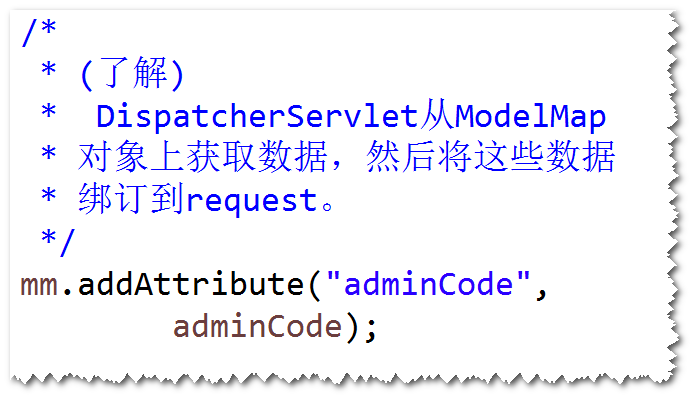 /*
 * (了解)
 *  DispatcherServlet从ModelMap
 * 对象上获取数据，然后将这些数据
 * 绑订到request。
 */
mm.addAttribute("adminCode",
        adminCode);